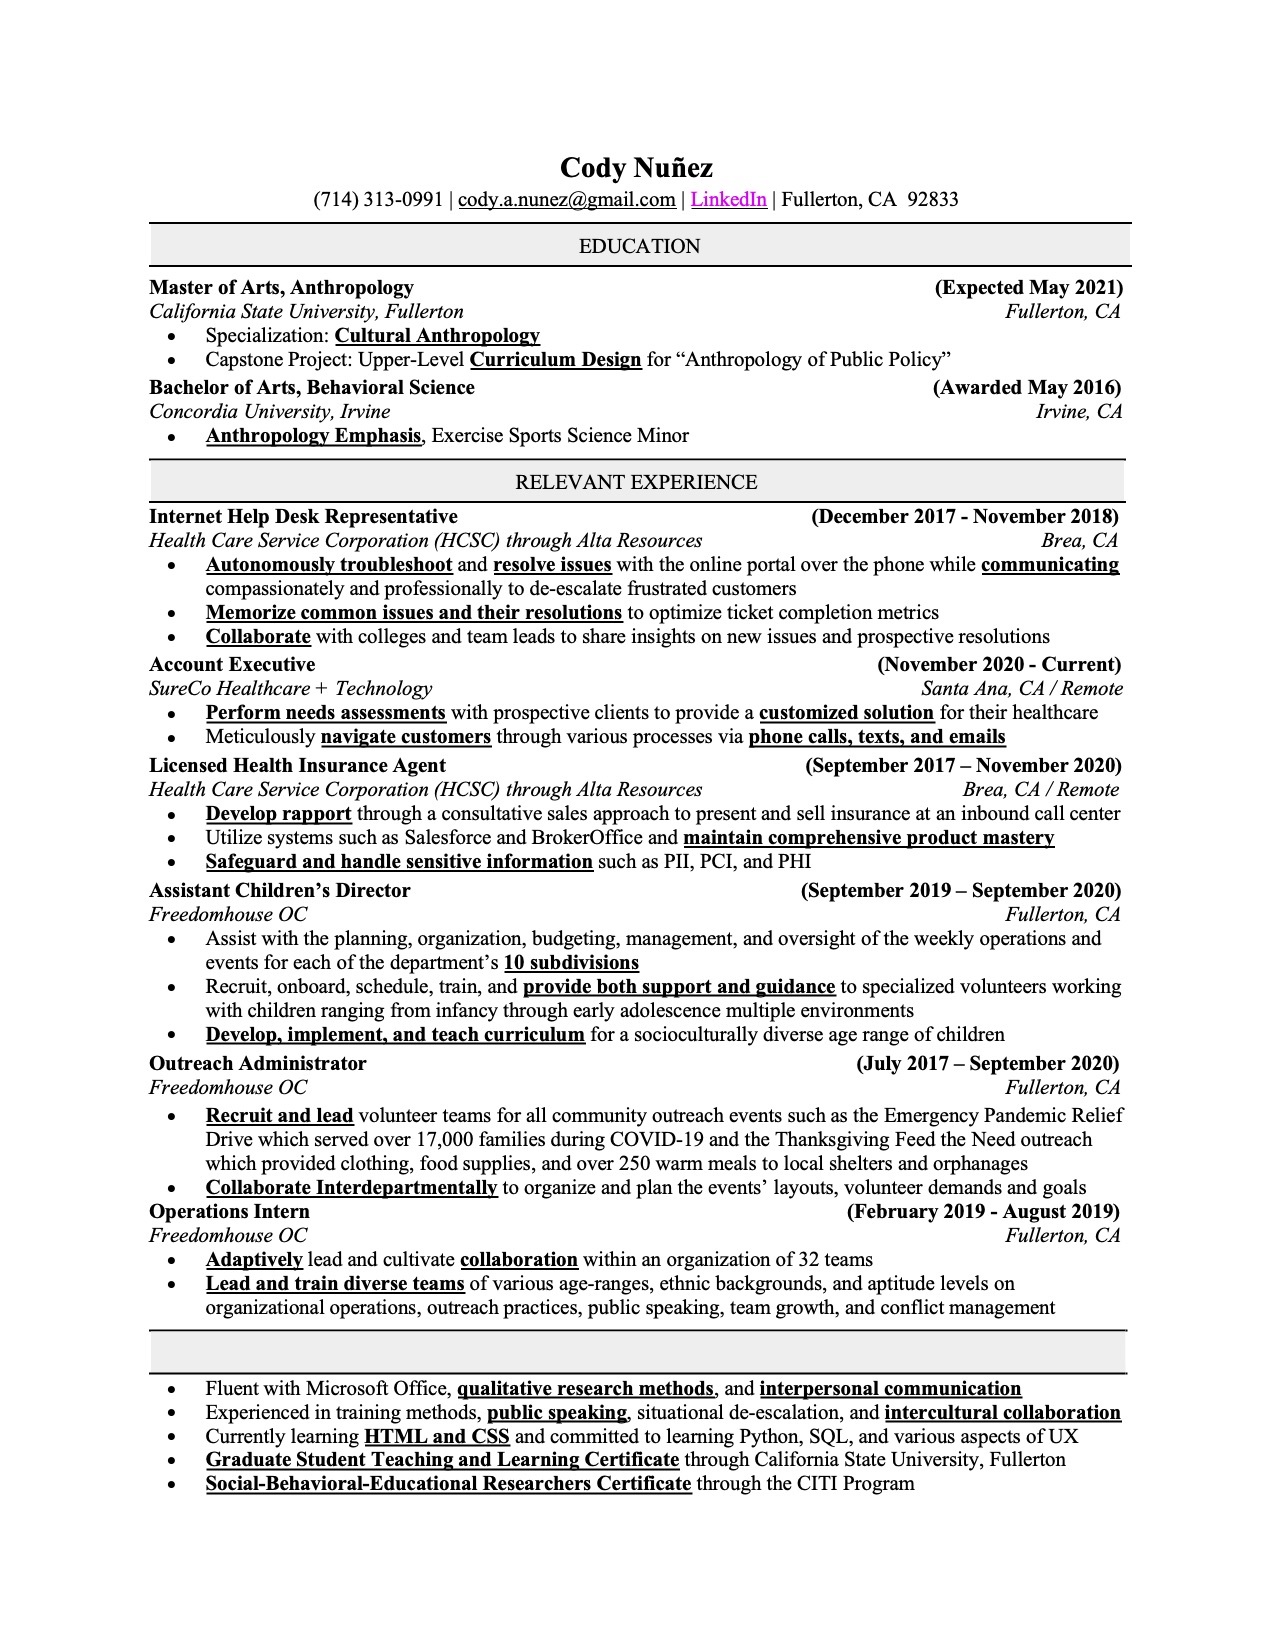 Cody Nuñez
(714) 313-0991 | cody.a.nunez@gmail.com | LinkedIn | Fullerton, CA  92833
EDUCATION
Master of Arts, Anthropology (Expected May 2021)
California State University, Fullerton Fullerton, CA
• Specialization: Cultural Anthropology
• Capstone Project: Upper-Level Curriculum Design for “Anthropology of Public Policy”
Bachelor of Arts, Behavioral Science (Awarded May 2016)
Concordia University, Irvine Irvine, CA
• Anthropology Emphasis, Exercise Sports Science Minor
RELEVANT EXPERIENCE
Internet Help Desk Representative (December 2017 - November 2018)
Health Care Service Corporation (HCSC) through Alta Resources Brea, CA
• Autonomously troubleshoot and resolve issues with the online portal over the phone while communicating
compassionately and professionally to de-escalate frustrated customers
• Memorize common issues and their resolutions to optimize ticket completion metrics
• Collaborate with colleges and team leads to share insights on new issues and prospective resolutions
Account Executive (November 2020 - Current)
SureCo Healthcare + Technology Santa Ana, CA / Remote
• Perform needs assessments with prospective clients to provide a customized solution for their healthcare
• Meticulously navigate customers through various processes via phone calls, texts, and emails
Licensed Health Insurance Agent (September 2017 – November 2020)
Health Care Service Corporation (HCSC) through Alta Resources Brea, CA / Remote
• Develop rapport through a consultative sales approach to present and sell insurance at an inbound call center
• Utilize systems such as Salesforce and BrokerOffice and maintain comprehensive product mastery
• Safeguard and handle sensitive information such as PII, PCI, and PHI
Assistant Children’s Director (September 2019 – September 2020)
Freedomhouse OC Fullerton, CA
• Assist with the planning, organization, budgeting, management, and oversight of the weekly operations and
events for each of the department’s 10 subdivisions
• Recruit, onboard, schedule, train, and provide both support and guidance to specialized volunteers working
with children ranging from infancy through early adolescence multiple environments
• Develop, implement, and teach curriculum for a socioculturally diverse age range of children
Outreach Administrator (July 2017 – September 2020)
Freedomhouse OC Fullerton, CA
• Recruit and lead volunteer teams for all community outreach events such as the Emergency Pandemic Relief
Drive which served over 17,000 families during COVID-19 and the Thanksgiving Feed the Need outreach
which provided clothing, food supplies, and over 250 warm meals to local shelters and orphanages
• Collaborate Interdepartmentally to organize and plan the events’ layouts, volunteer demands and goals
Operations Intern (February 2019 - August 2019)
Freedomhouse OC Fullerton, CA
• Adaptively lead and cultivate collaboration within an organization of 32 teams
• Lead and train diverse teams of various age-ranges, ethnic backgrounds, and aptitude levels on
organizational operations, outreach practices, public speaking, team growth, and conflict management
• Fluent with Microsoft Office, qualitative research methods, and interpersonal communication
• Experienced in training methods, public speaking, situational de-escalation, and intercultural collaboration
• Currently learning HTML and CSS and committed to learning Python, SQL, and various aspects of UX
• Graduate Student Teaching and Learning Certificate through California State University, Fullerton
• Social-Behavioral-Educational Researchers Certificate through the CITI Program